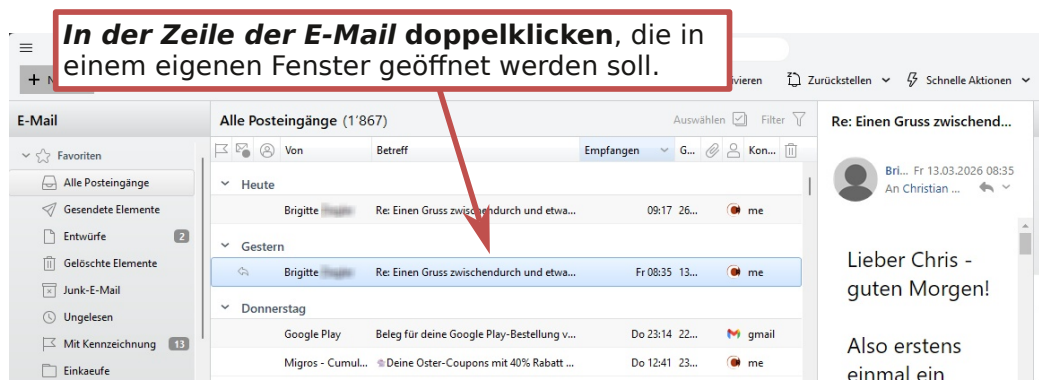 In der Zeile der E-Mail doppelklicken, die in
einem eigenen Fenster geöffnet werden soll.
Zurückstellen Schnelle Aktionen
E-Mail
Alle Posteingänge (1'867) Auswählen Filter
Re: Einen Gruss zwischend...
Favoriten
Von Betreff Empfangen G... Kon...
Alle Posteingänge
Heute
Bri... Fr 13.03.2026 08:35
An Christian ...
Gesendete Elemente
Brigitte Re: Einen Gruss zwischendurch und etwa... 09:17 26... me
Entwürfe 2
Gestern
Gelöschte Elemente
Brigitte Re: Einen Gruss zwischendurch und etwa... Fr 08:35 13... me
Lieber Chris -
guten Morgen!
Junk-E-Mail
Donnerstag
Ungelesen
Google Play Beleg für deine Google Play-Bestellung v... Do 23:14 22... gmail
Mit Kennzeichnung 13
Also erstens
einmal ein
Einkaeufe
Migros - Cumul... Deine Oster-Coupons mit 40% Rabatt ... Do 12:41 23... me